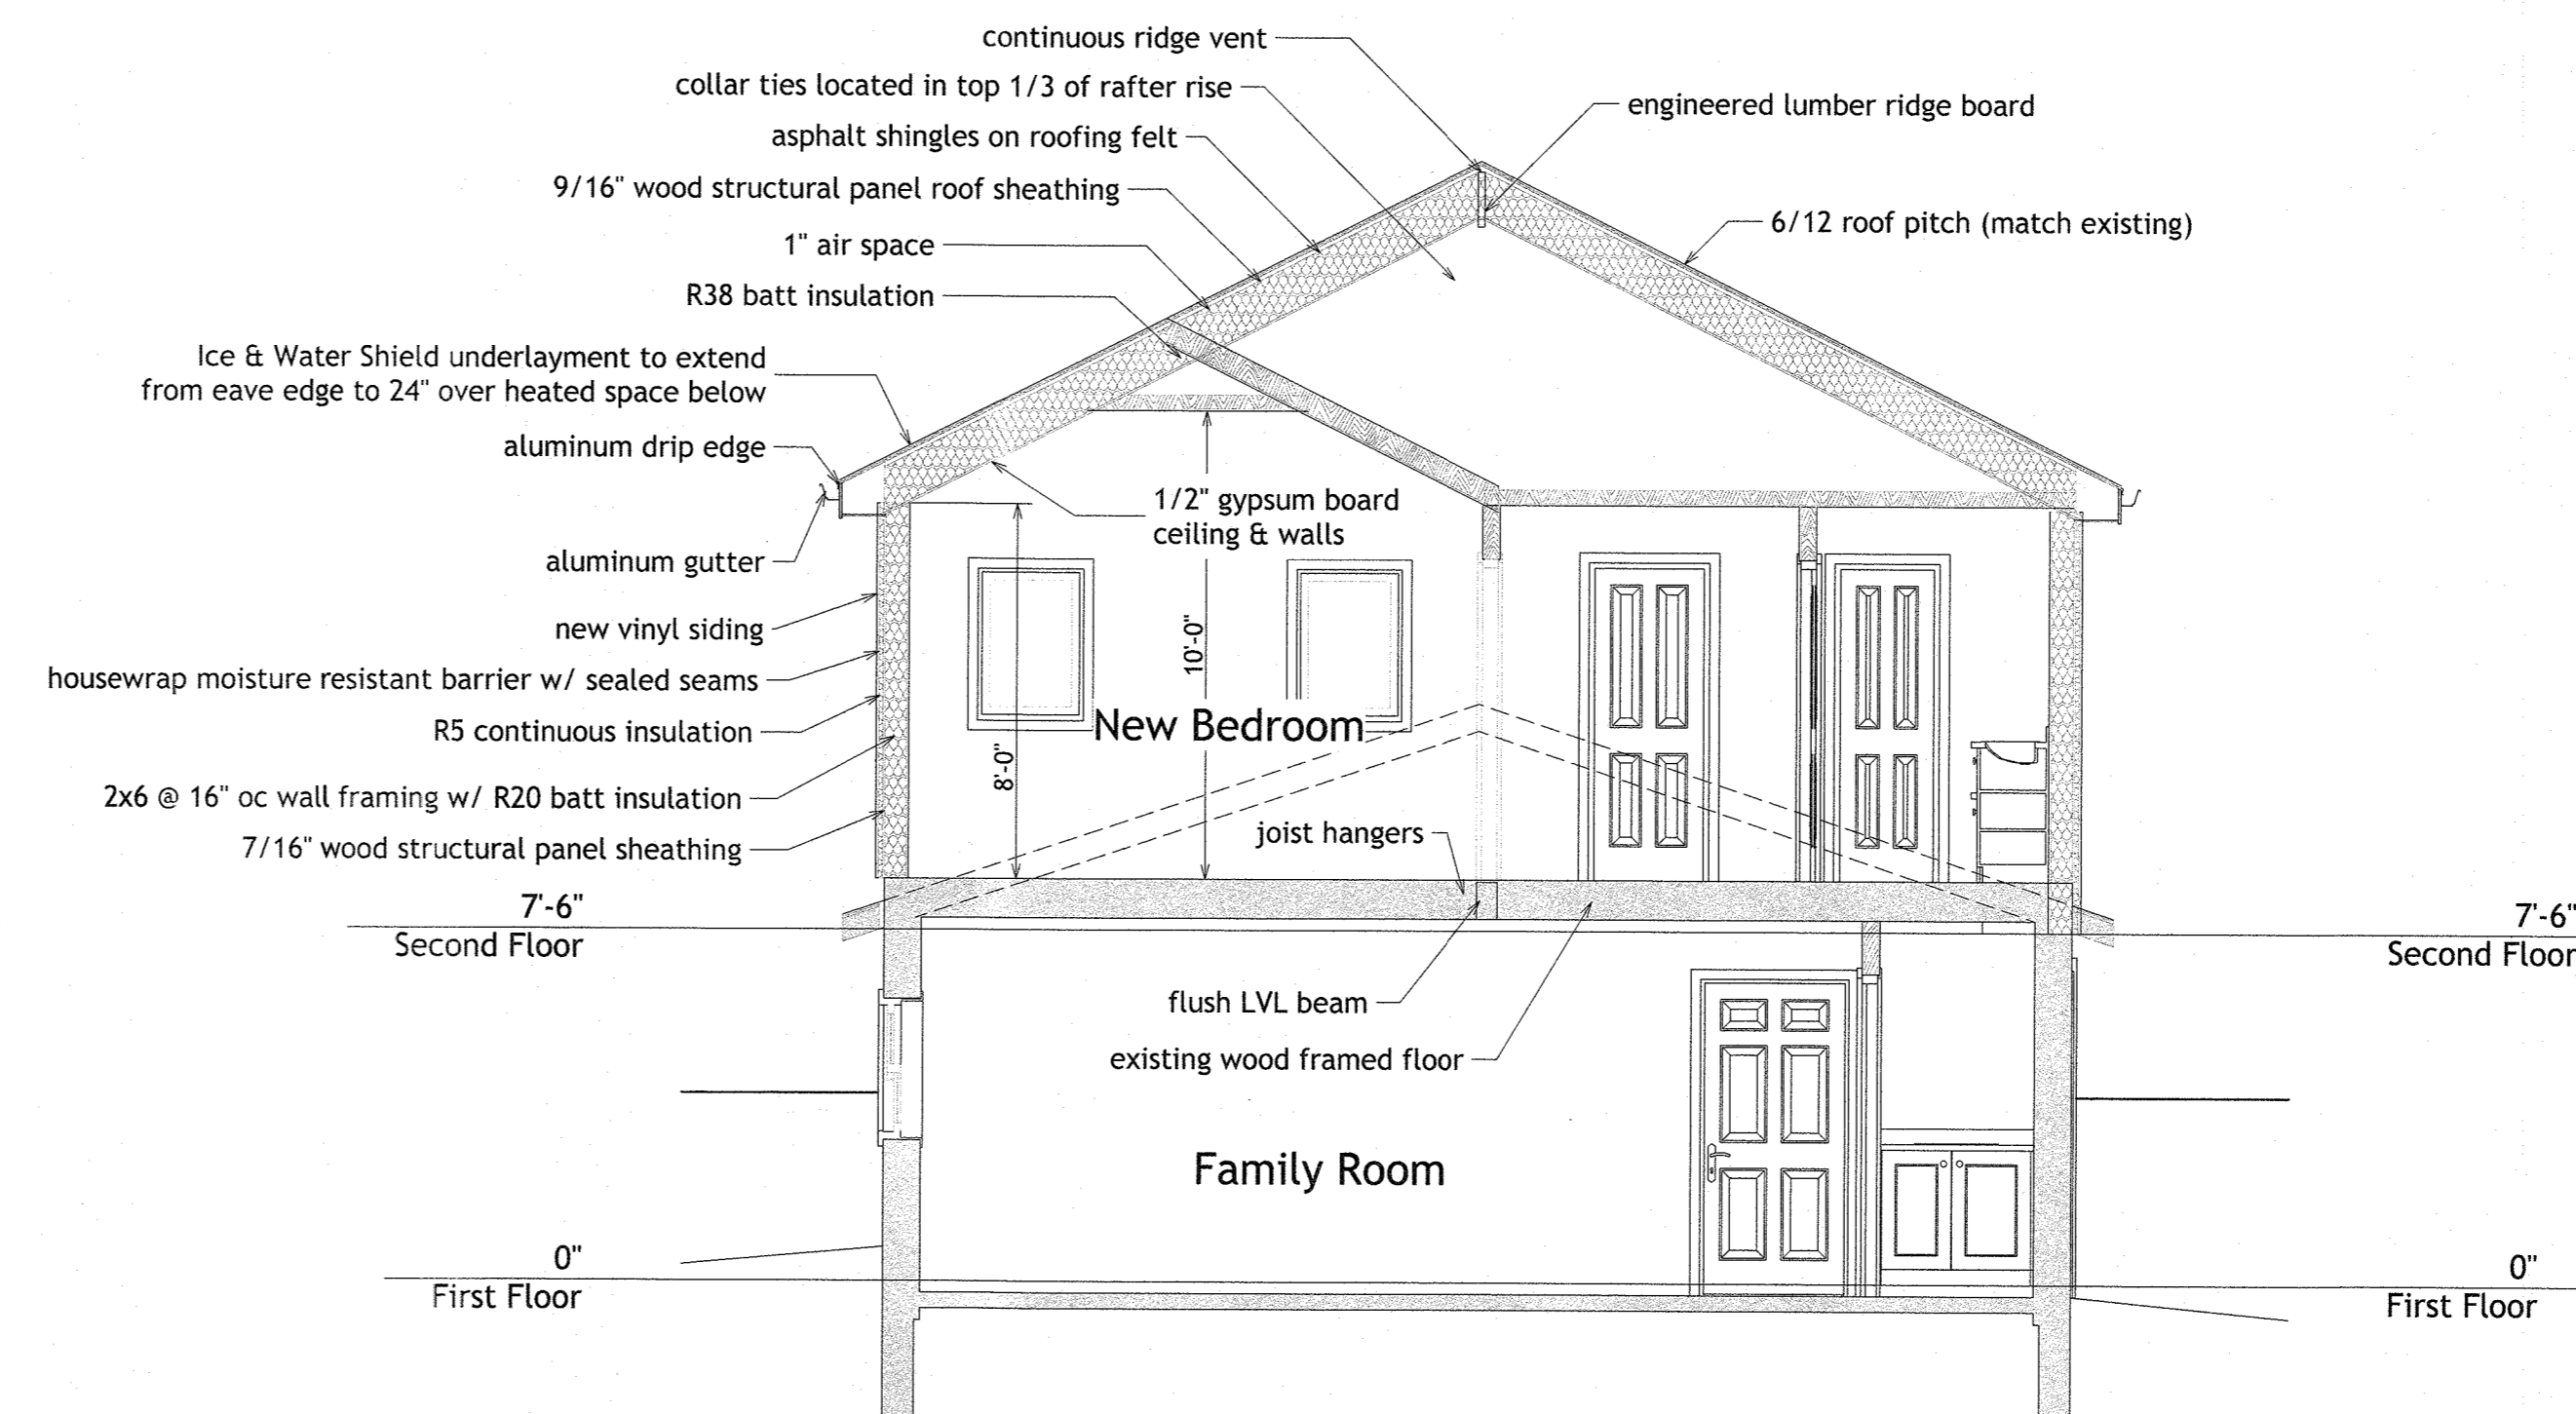 continuous ridge vent
collar ties located in top 1/3 of rafter rise
engineered lumber ridge board
asphalt shingles on roofing felt
9/16" wood structural panel roof sheathing
6/12 roof pitch (match existing)
1" air space
R38 batt insulation
Ice & Water Shield underlayment to extend
from eave edge to 24" over heated space below
aluminum drip edge
1/2" gypsum board
ceiling & walls
aluminum gutter
new vinyl siding
10'-0"
housewrap moisture resistant barrier w/ sealed seams
R5 continuous insulation
New Bedroom
8'-0"
2x6 @ 16" oc wall framing w/ R20 batt insulation
joist hangers
7/16" wood structural panel sheathing
7'-6"
Second Floor
7'-6"
Second Floor
flush LVL beam
existing wood framed floor
Family Room
0"
First Floor
0"
First Floor